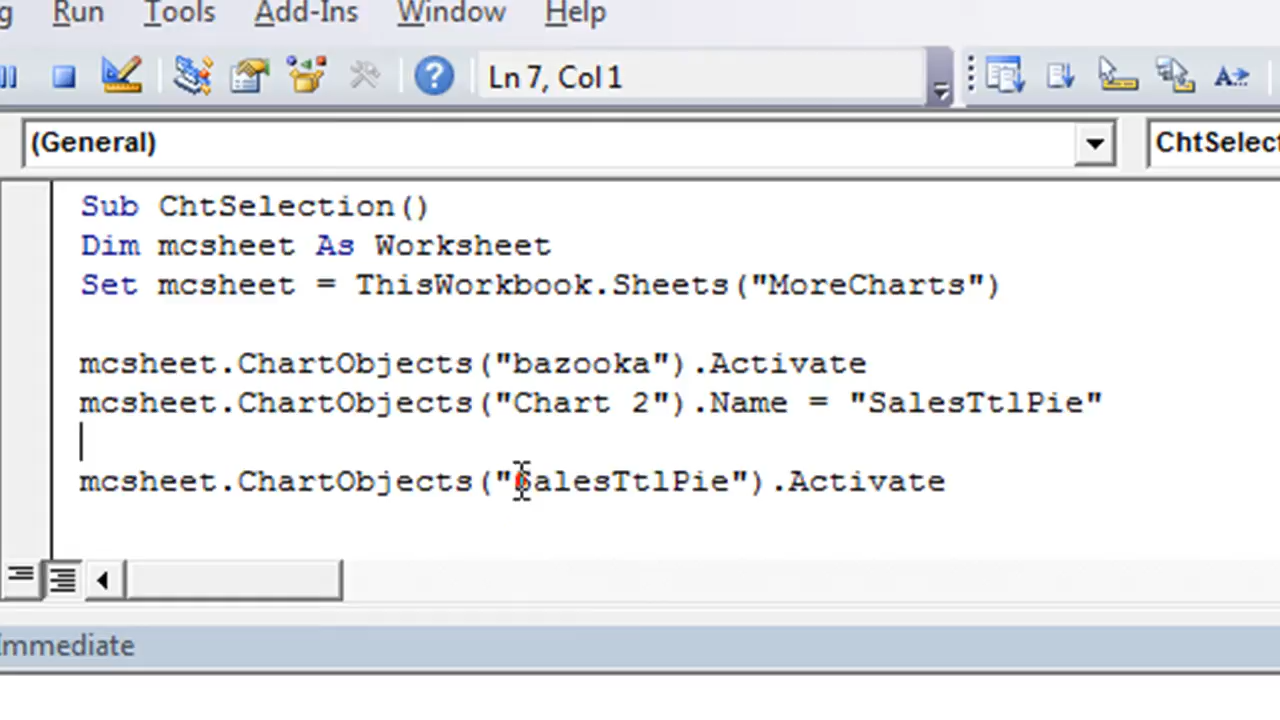 g Run Tools Add-Ins Window Help
Ln 7, Col 1
(General)
ChtSelect
Sub ChtSelection()
Dim mcsheet As Worksheet
Set mcsheet = ThisWorkbook.Sheets("MoreCharts")
mcsheet.ChartObjects("bazooka").Activate
mcsheet.ChartObjects("Chart 2").Name = "SalesTtlPie"
mcsheet.ChartObjects("SalesTtlPie").Activate
Immediate